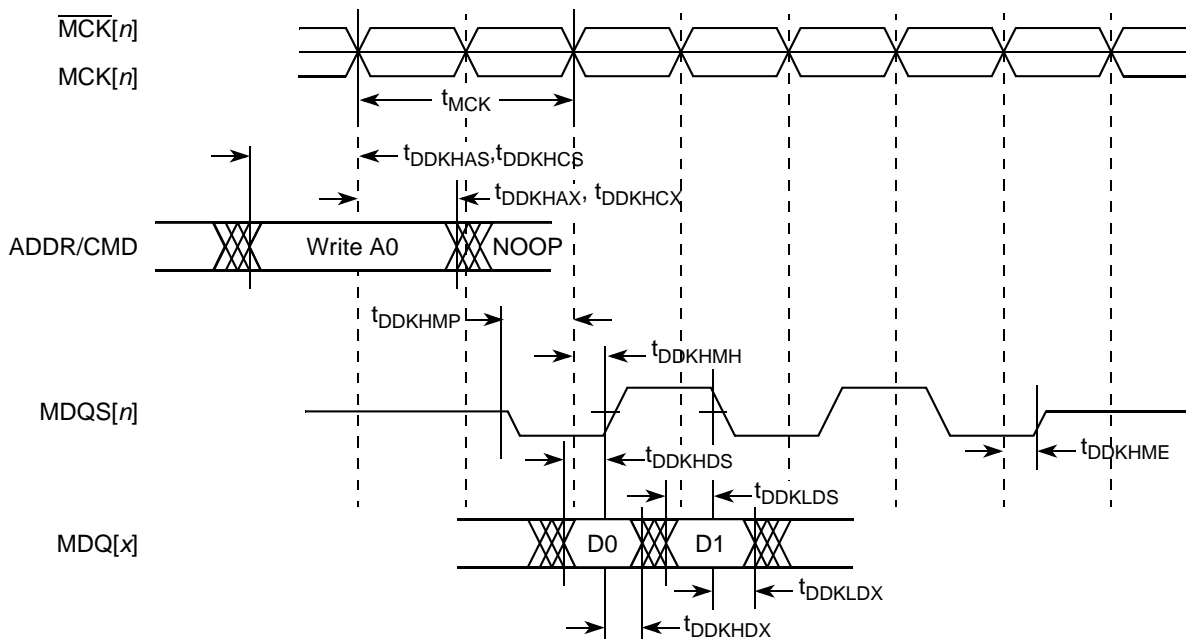 MCK[n]
MCK[n]
tMCK
tDDKHAS,tDDKHCS
tDDKHAX, tDDKHCX
ADDR/CMD
Write A0
NOOP
tDDKHMP
tDDKHMH
MDQS[n]
tDDKHDS
tDDKHME
tDDKLDS
MDQ[x]
D0
D1
tDDKLDX
tDDKHDX